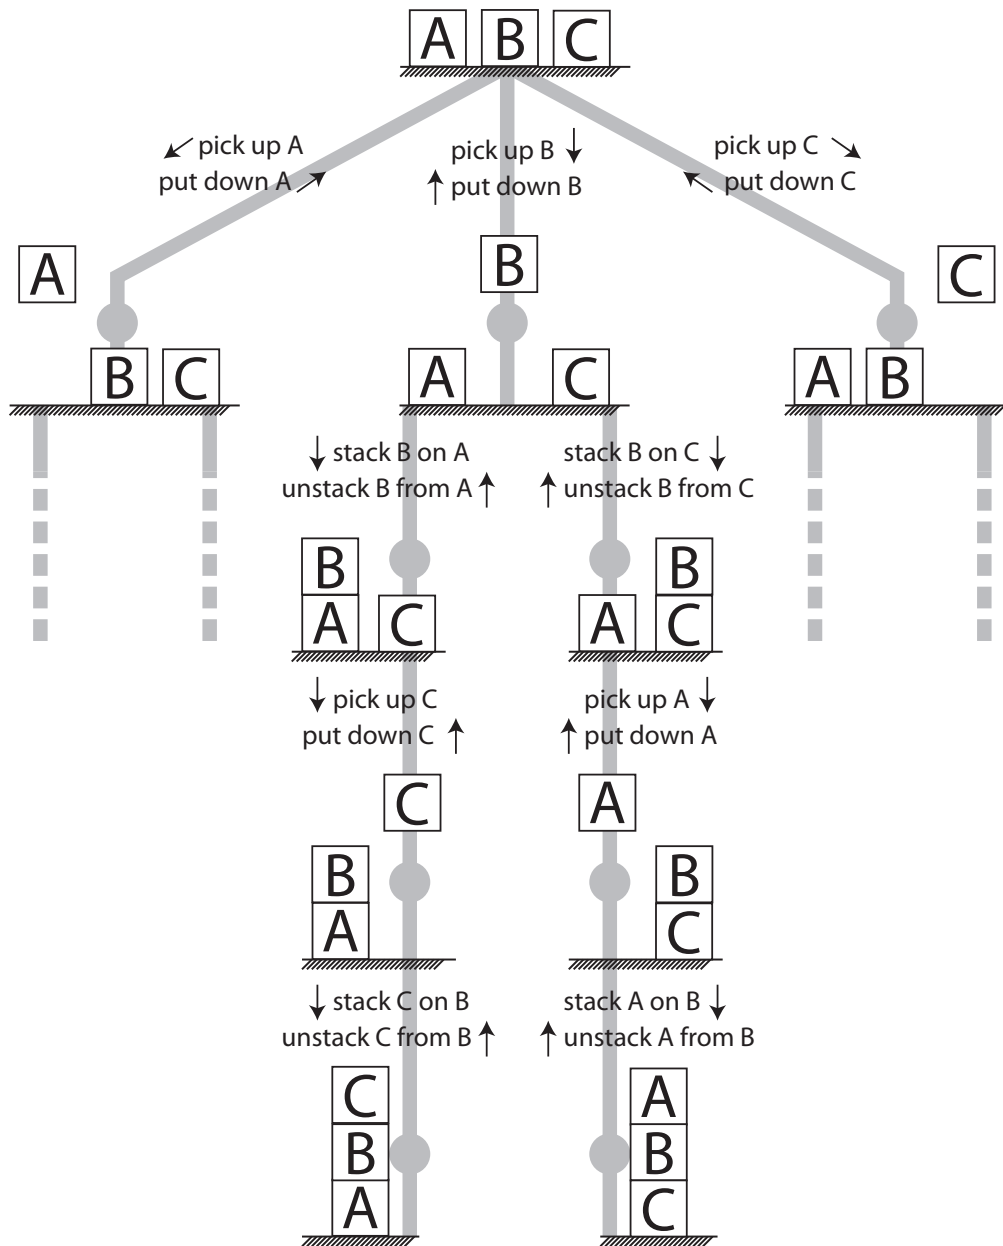 A B C
pick up A
put down A
pick up B
put down B
pick up C
put down C
A
B
C
B C
A C
A B
stack B on A
unstack B from A
stack B on C
unstack B from C
B
A C
B
A C
pick up C
put down C
pick up A
put down A
C
A
B
A
B
C
stack C on B
unstack C from B
stack A on B
unstack A from B
C
B
A
A
B
C